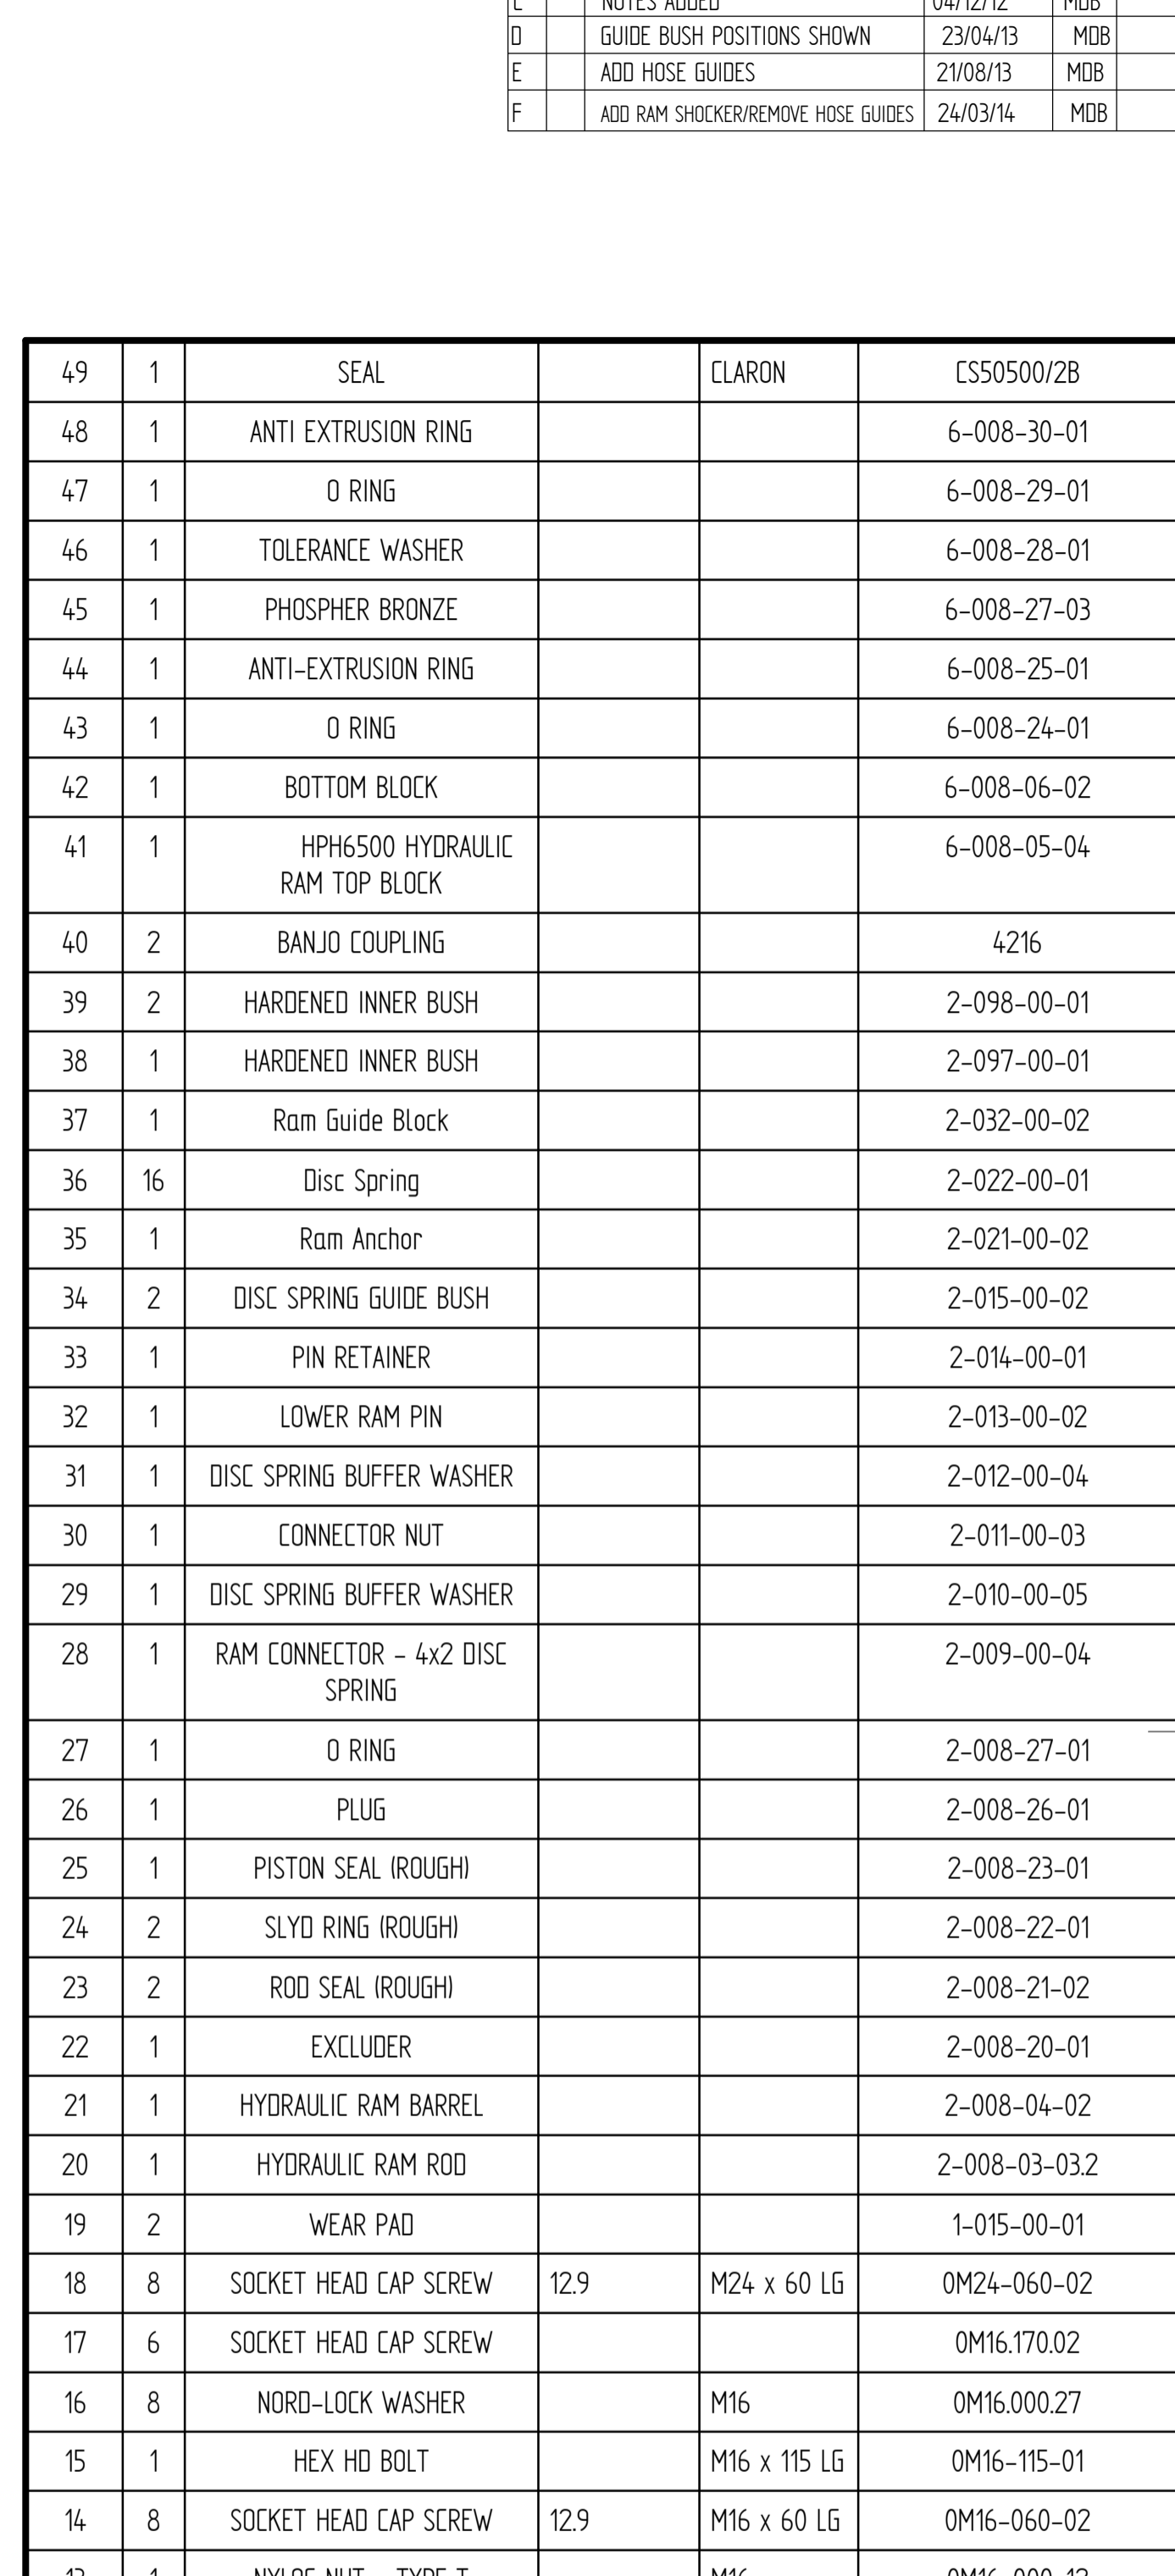 NOTES ADDED 04/12/12 MDB
D GUIDE BUSH POSITIONS SHOWN 23/04/13 MDB
E ADD HOSE GUIDES 21/08/13 MDB
F ADD RAM SHOCKER/REMOVE HOSE GUIDES 24/03/14 MDB
49 1 SEAL CLARON CS50500/2B
48 1 ANTI EXTRUSION RING 6-008-30-01
47 1 O RING 6-008-29-01
46 1 TOLERANCE WASHER 6-008-28-01
45 1 PHOSPHER BRONZE 6-008-27-03
44 1 ANTI-EXTRUSION RING 6-008-25-01
43 1 O RING 6-008-24-01
42 1 BOTTOM BLOCK 6-008-06-02
41 1 HPH6500 HYDRAULIC 6-008-05-04
RAM TOP BLOCK
40 2 BANJO COUPLING 4216
39 2 HARDENED INNER BUSH 2-098-00-01
38 1 HARDENED INNER BUSH 2-097-00-01
37 1 Ram Guide Block 2-032-00-02
36 16 Disc Spring 2-022-00-01
35 1 Ram Anchor 2-021-00-02
34 2 DISC SPRING GUIDE BUSH 2-015-00-02
33 1 PIN RETAINER 2-014-00-01
32 1 LOWER RAM PIN 2-013-00-02
31 1 DISC SPRING BUFFER WASHER 2-012-00-04
30 1 CONNECTOR NUT 2-011-00-03
29 1 DISC SPRING BUFFER WASHER 2-010-00-05
28 1 RAM CONNECTOR - 4x2 DISC 2-009-00-04
SPRING
27 1 O RING 2-008-27-01
26 1 PLUG 2-008-26-01
25 1 PISTON SEAL (ROUGH) 2-008-23-01
24 2 SLYD RING (ROUGH) 2-008-22-01
23 2 ROD SEAL (ROUGH) 2-008-21-02
22 1 EXCLUDER 2-008-20-01
21 1 HYDRAULIC RAM BARREL 2-008-04-02
20 1 HYDRAULIC RAM ROD 2-008-03-03.2
19 2 WEAR PAD 1-015-00-01
18 8 SOCKET HEAD CAP SCREW 12.9 M24 x 60 LG 0M24-060-02
17 6 SOCKET HEAD CAP SCREW 0M16.170.02
16 8 NORD-LOCK WASHER M16 0M16.000.27
15 1 HEX HD BOLT M16 x 115 LG 0M16-115-01
14 8 SOCKET HEAD CAP SCREW 12.9 M16 x 60 LG 0M16-060-02
13 1 NYLOC NUT - TYPE T M16